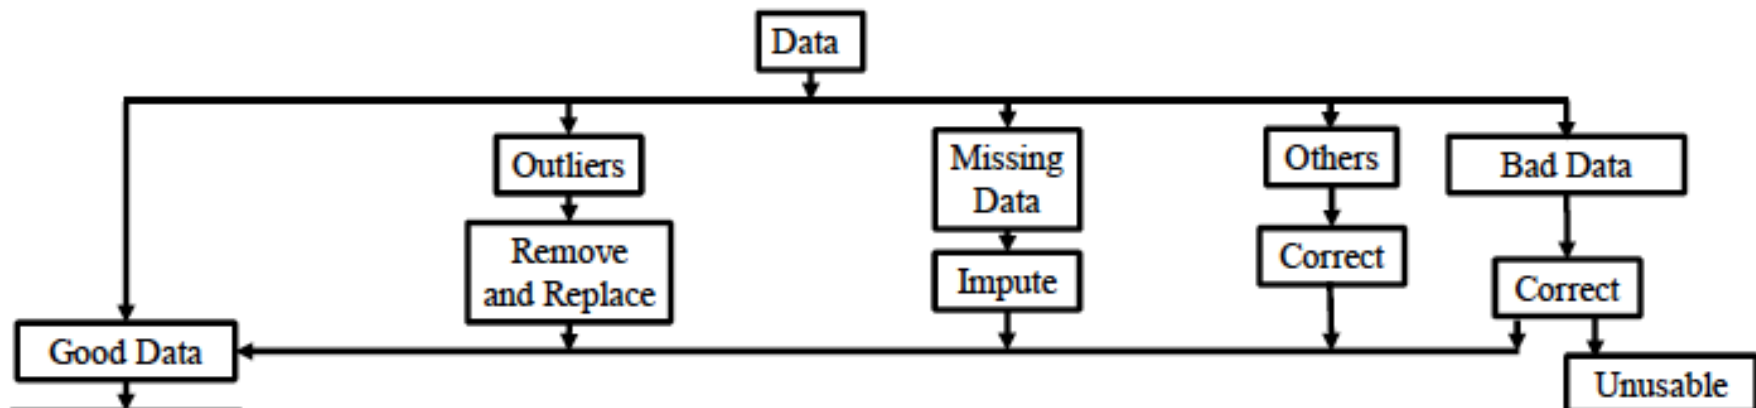 Data
Outliers
Missing
Data
Others
Bad Data
Remove
and Replace
Impute
Correct
Correct
Good Data
Unusable